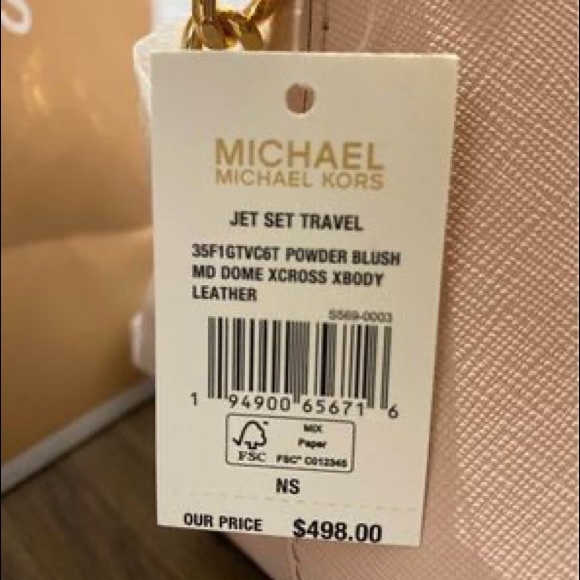 MICHAEL
MICHAEL KORS
JET SET TRAVEL
35F1GTVC6T POWDER BLUSH
MD DOME XCROSS XBODY
LEATHER
S569-0003
1 94900 65671 6
FSC
MIX
Paper
FSC® C012345
NS
OUR PRICE $498.00